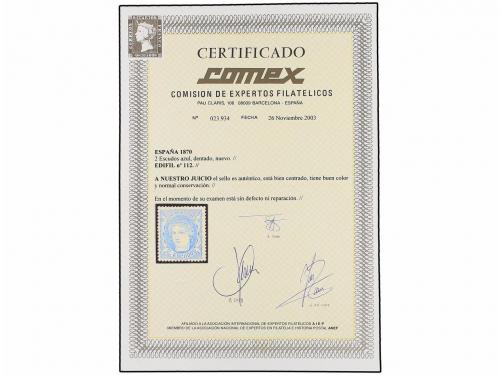 CERTIFICADO
comex
COMISION DE EXPERTOS FILATELICOS
PAU CLARIS, 106 08009 BARCELONA - ESPAÑA
Nº 023.934 FECHA 26 Noviembre 2003
ESPAÑA 1870
2 Escudos azul, dentado, nuevo. //
EDIFIL nº 112. //
A NUESTRO JUICIO el sello es auténtico, está bien centrado, tiene buen color
y normal conservación. //
En el momento de su examen está sin defecto ni reparación. //
AFILIADO A LA ASOCIACIÓN INTERNACIONAL DE EXPERTOS FILATELICOS A I E P
MIEMBRO DE LA ASOCIACIÓN NACIONAL DE EXPERTOS EN FILATELIA E HISTORIA POSTAL ANEF